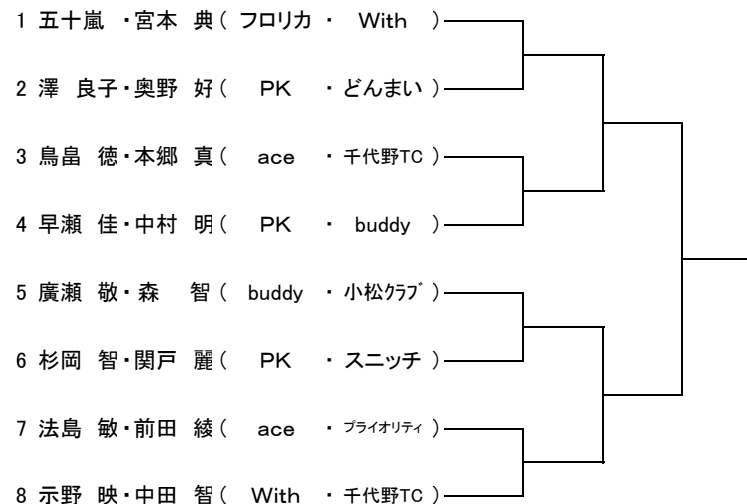 1 五十嵐 ・宮本 典( フロリカ ・ With )
2 澤 良子・奥野 好( PK ・どんまい )
3 鳥畠 徳・本郷 真( ace ・千代野TC )
4 早瀬 佳・中村 明( PK ・ buddy )
5 廣瀬 敬・森 智( buddy ・小松クラブ )
6 杉岡 智・関戸 麗( PK ・スニッチ )
7 法島 敏・前田 綾( ace ・プライオリティ )
8 示野 映・中田 智( With ・千代野TC )